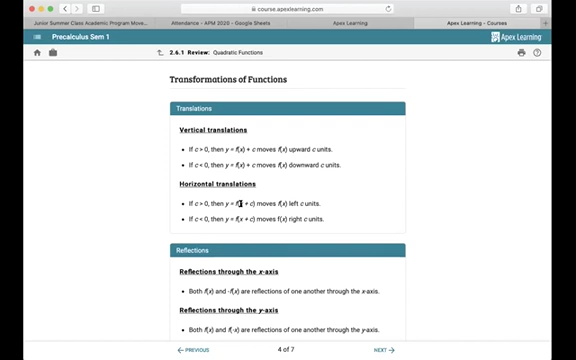 course.apexlearning.com
Junior Summer Class Academic Program Move...
Attendance - APM 2020 - Google Sheets
Apex Learning
Apex Learning - Courses
Precalculus Sem 1
Apex Learning
2.6.1 Review: Quadratic Functions
Transformations of Functions
Translations
Vertical translations
• If c > 0, then y = f(x) + c moves f(x) upward c units.
• If c < 0, then y = f(x) + c moves f(x) downward c units.
Horizontal translations
• If c > 0, then y = f(x + c) moves f(x) left c units.
• If c < 0, then y = f(x + c) moves f(x) right c units.
Reflections
Reflections through the x-axis
• Both f(x) and -f(x) are reflections of one another through the x-axis.
Reflections through the y-axis
• Both f(x) and f(-x) are reflections of one another through the y-axis.
PREVIOUS
4 of 7
NEXT